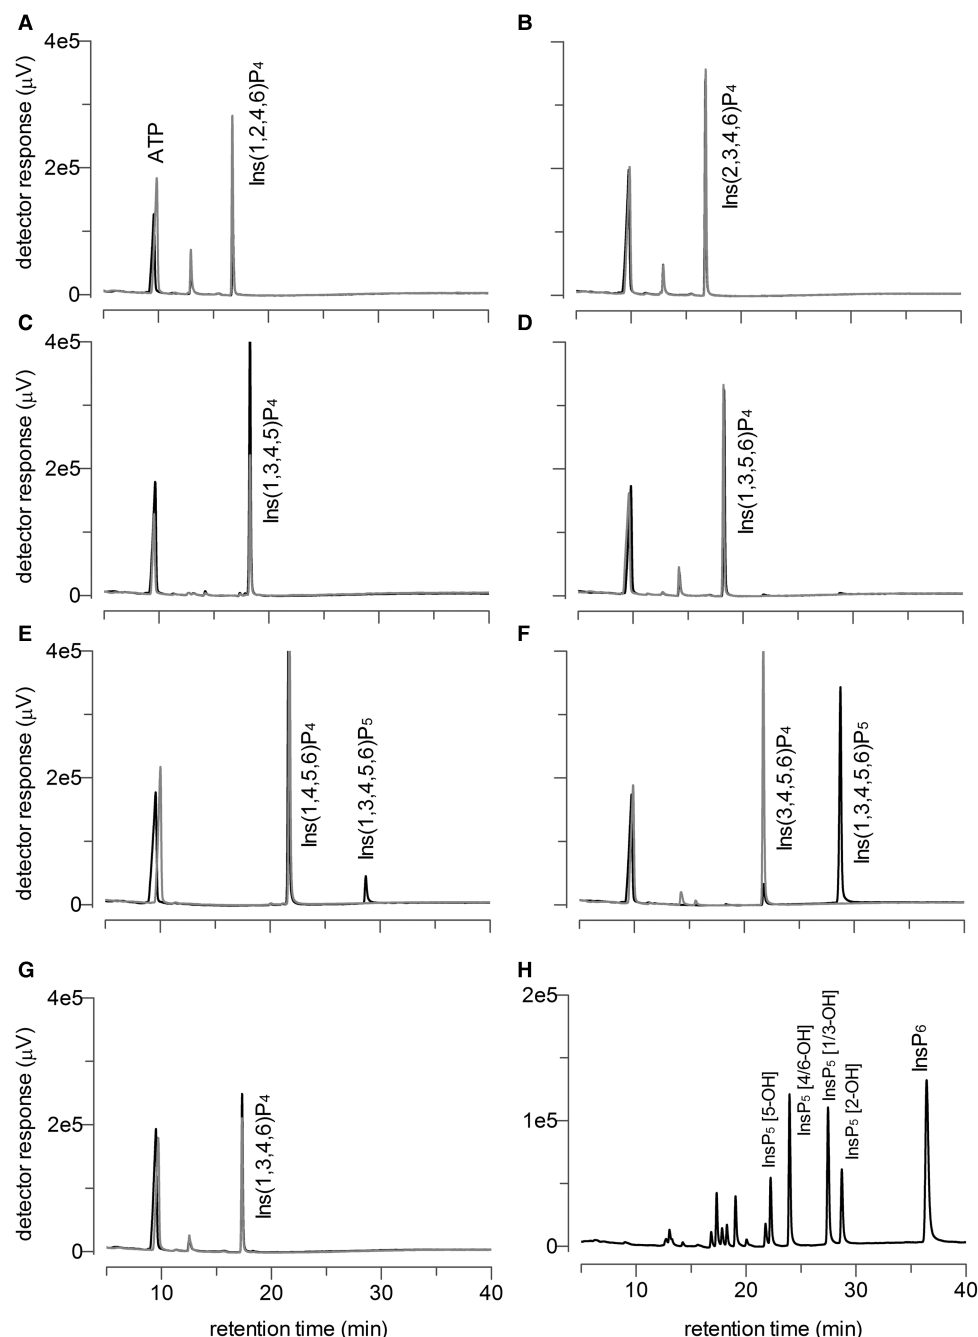 A
4e5
2e5
0
detector response (μV)
ATP
Ins(1,2,4,6)P4
B
Ins(2,3,4,6)P4
C
4e5
2e5
0
detector response (μV)
Ins(1,3,4,5)P4
D
Ins(1,3,5,6)P4
E
4e5
2e5
0
detector response (μV)
Ins(1,4,5,6)P4
Ins(1,3,4,5,6)P5
F
Ins(3,4,5,6)P4
Ins(1,3,4,5,6)P5
G
4e5
2e5
0
detector response (μV)
Ins(1,3,4,6)P4
10 20 30 40
retention time (min)
H
2e5
1e5
0
InsP5 [5-OH]
InsP5 [4/6-OH]
InsP5 [1/3-OH]
InsP5 [2-OH]
InsP6
10 20 30 40
retention time (min)